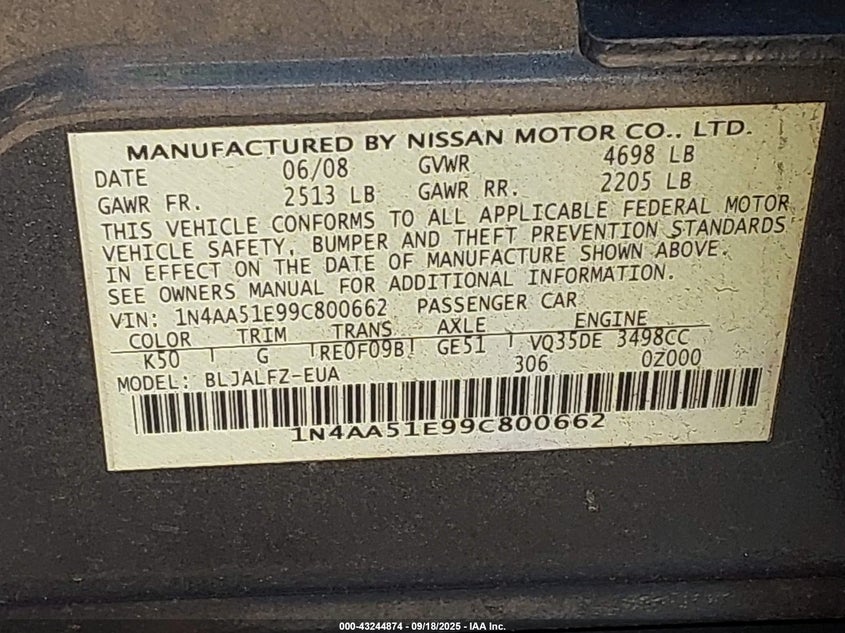 MANUFACTURED BY NISSAN MOTOR CO., LTD.
DATE 06/08 GVWR 4698 LB
GAWR FR. 2513 LB GAWR RR. 2205 LB
THIS VEHICLE CONFORMS TO ALL APPLICABLE FEDERAL MOTOR
VEHICLE SAFETY, BUMPER AND THEFT PREVENTION STANDARDS
IN EFFECT ON THE DATE OF MANUFACTURE SHOWN ABOVE.
SEE OWNERS MANUAL FOR ADDITIONAL INFORMATION.
VIN: 1N4AA51E99C800662 PASSENGER CAR
COLOR TRIM TRANS AXLE ENGINE
K50 G RE0F09B GE51 VQ35DE 3498CC
MODEL: BLJALFZ-EUA 306 0Z000
1N4AA51E99C800662
000-43244874 - 09/18/2025 - IAA Inc.